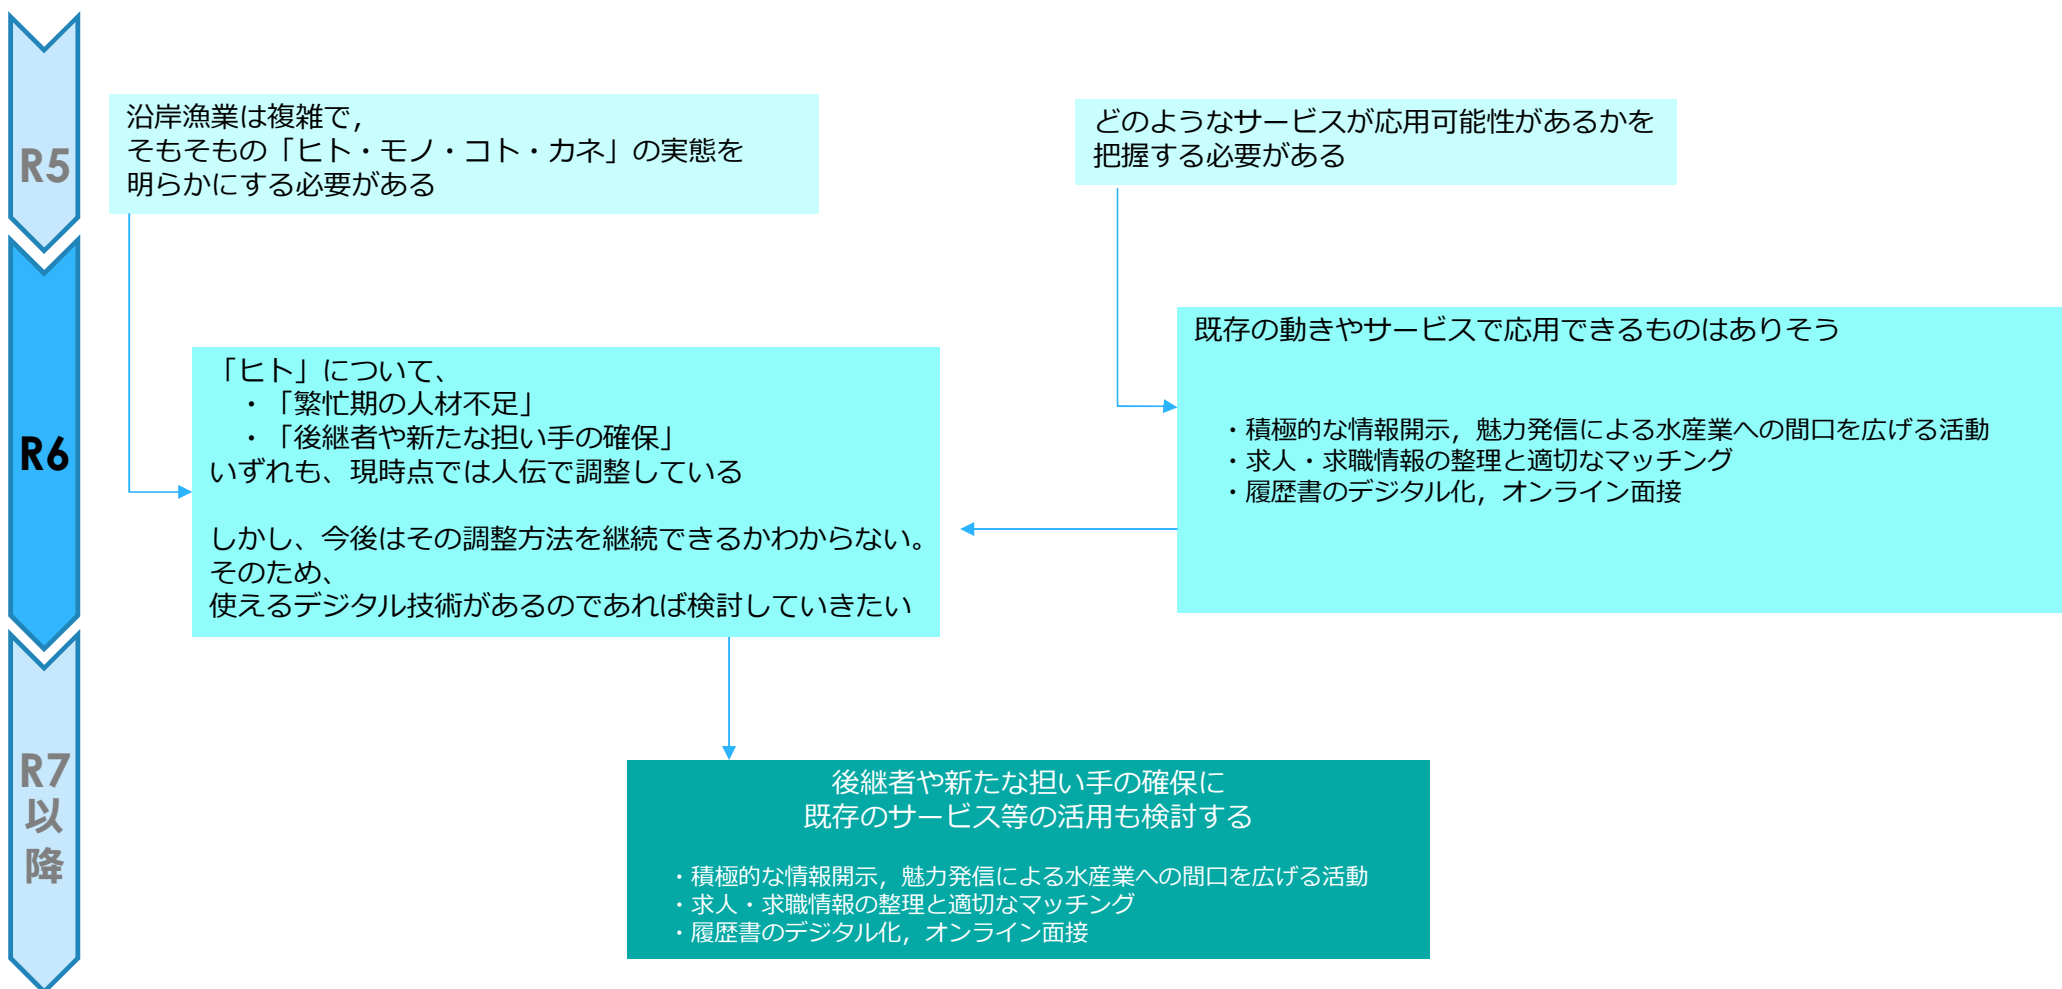 R5
沿岸漁業は複雑で，
そもそもの「ヒト・モノ・コト・カネ」の実態を
明らかにする必要がある
どのようなサービスが応用可能性があるかを
把握する必要がある
R6
「ヒト」について、
・「繁忙期の人材不足」
・「後継者や新たな担い手の確保」
いずれも、現時点では人伝で調整している
しかし、今後はその調整方法を継続できるかわからない。
そのため、
使えるデジタル技術があるのであれば検討していきたい
既存の動きやサービスで応用できるものはありそう
・積極的な情報開示，魅力発信による水産業への間口を広げる活動
・求人・求職情報の整理と適切なマッチング
・履歴書のデジタル化，オンライン面接
R7
以
降
後継者や新たな担い手の確保に
既存のサービス等の活用も検討する
・積極的な情報開示，魅力発信による水産業への間口を広げる活動
・求人・求職情報の整理と適切なマッチング
・履歴書のデジタル化，オンライン面接